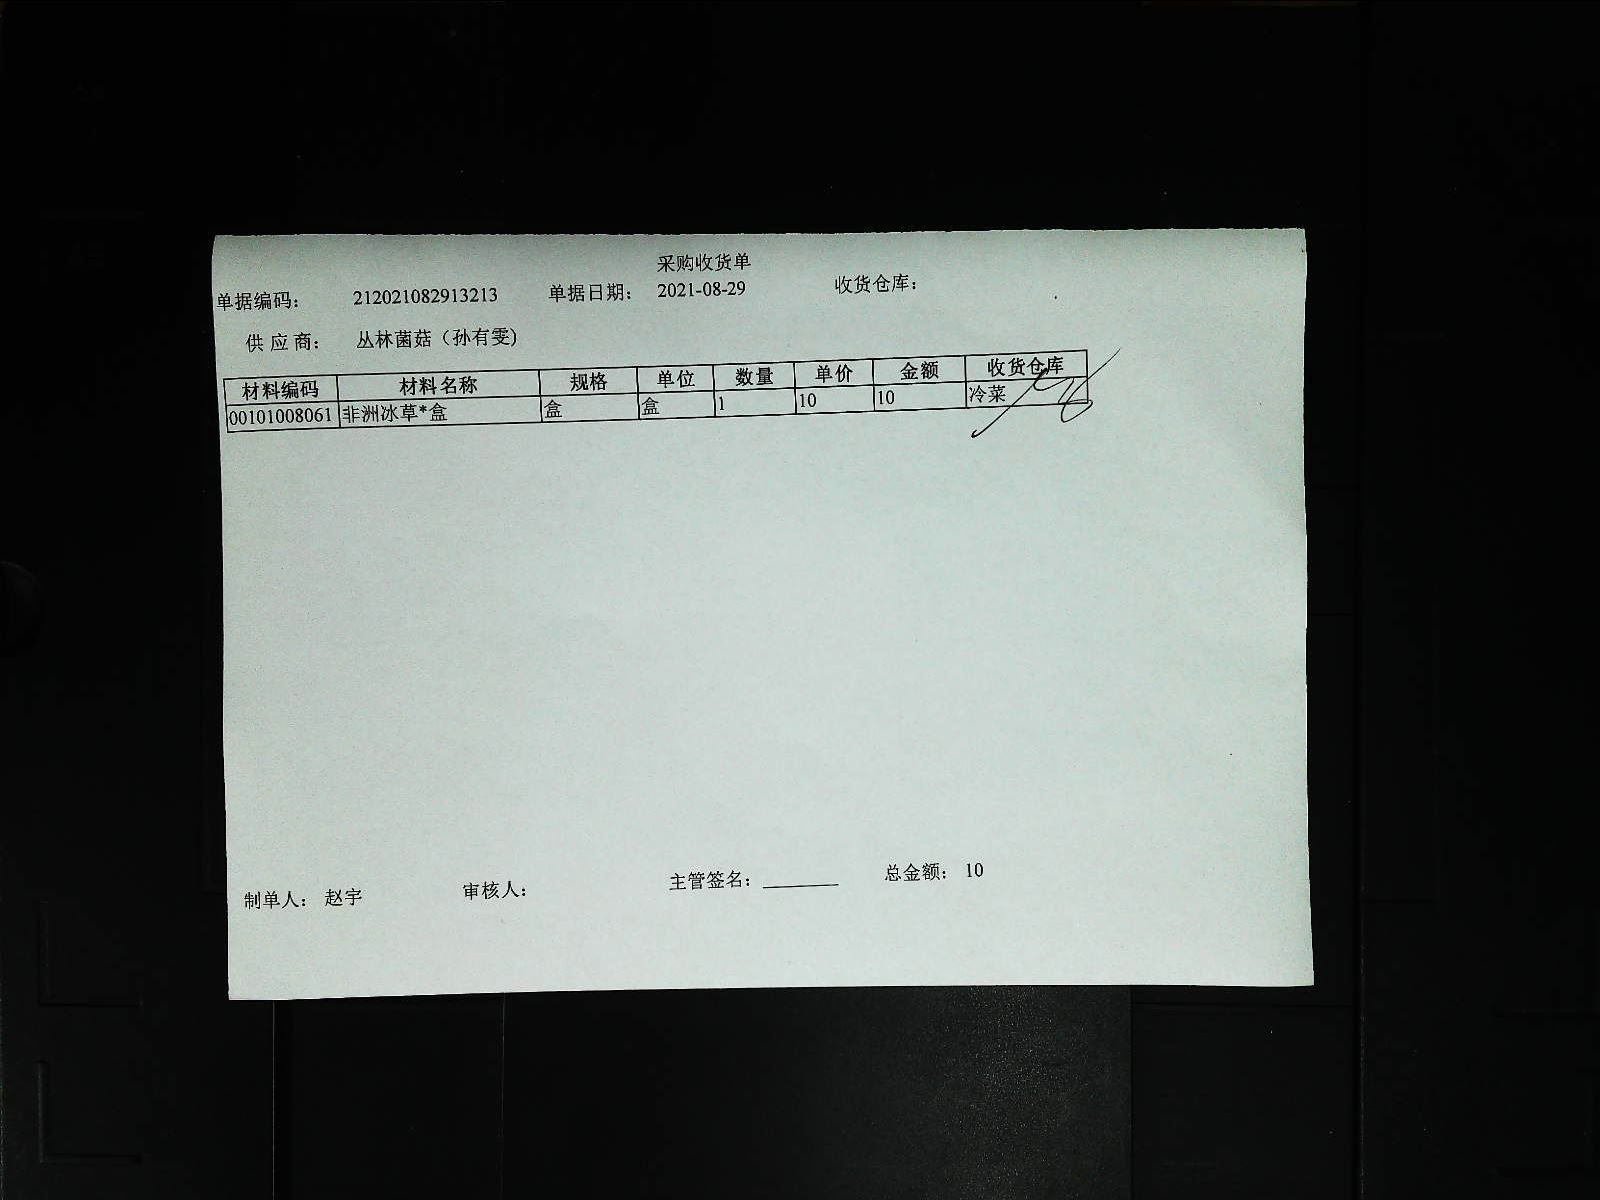 采购收货单
单据编码: 212021082913213 单据日期: 2021-08-29 收货仓库:
供应商: 丛林菌菇（孙有雯)
材料编码 材料名称 规格 单位 数量 单价 金额 收货仓库
00101008061 非洲冰草*盒 盒 盒 1 10 10 冷菜
制单人: 赵宇 审核人: 主管签名: ________ 总金额: 10